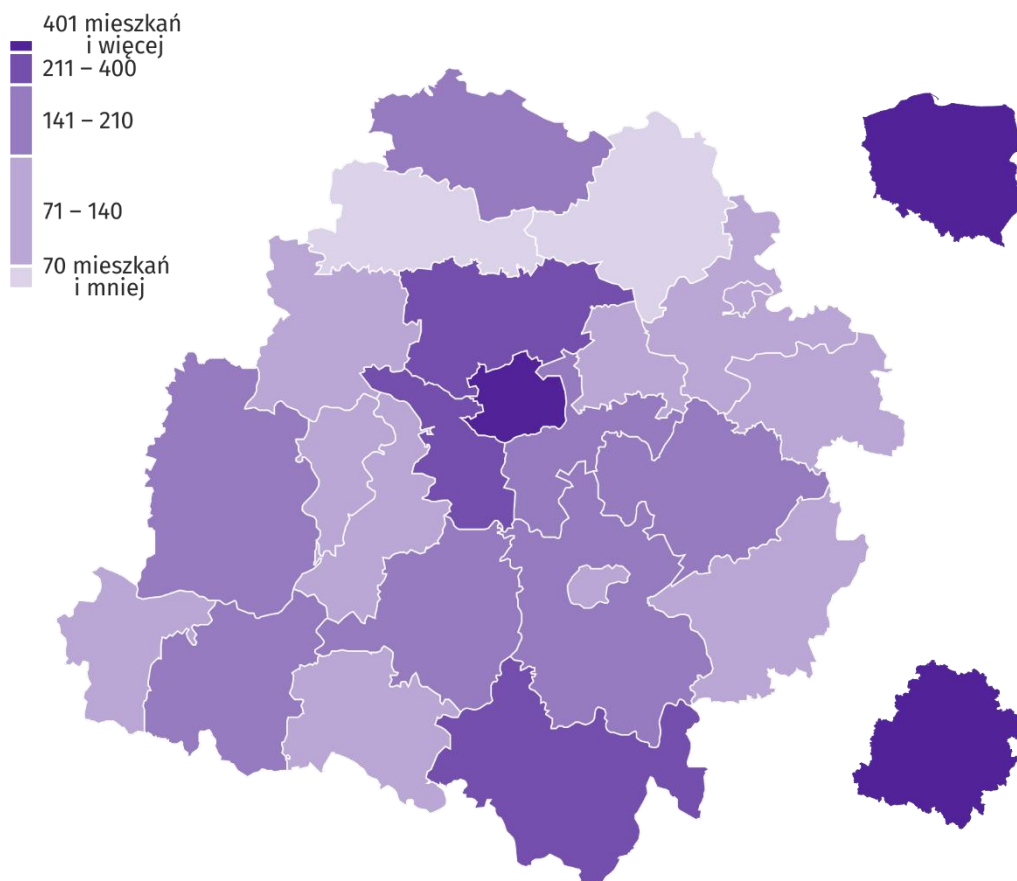 401 mieszkań
i więcej
211 – 400
141 – 210
71 – 140
70 mieszkań
i mniej